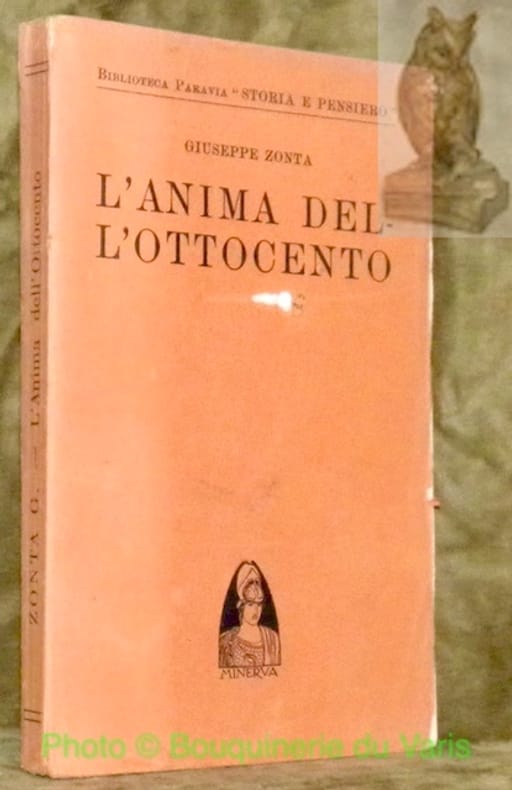 BIBLIOTECA PARAVIA "STORIA E PENSIERO"
GIUSEPPE ZONTA
L'ANIMA DEL-
L'OTTOCENTO
MINERVA
ZONTA G. — L'Anima dell'Ottocento
Photo © Bouquinerie du Varis